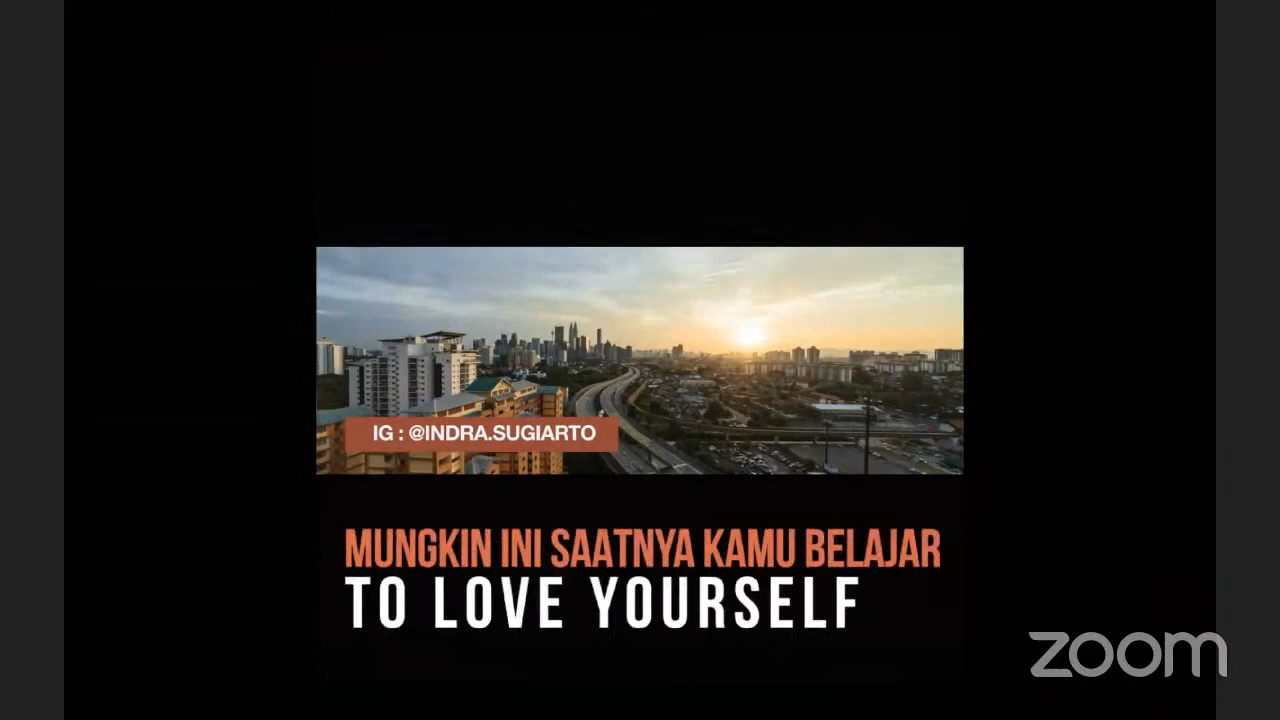 IG : @INDRA.SUGIARTO
MUNGKIN INI SAATNYA KAMU BELAJAR
TO LOVE YOURSELF
zoom